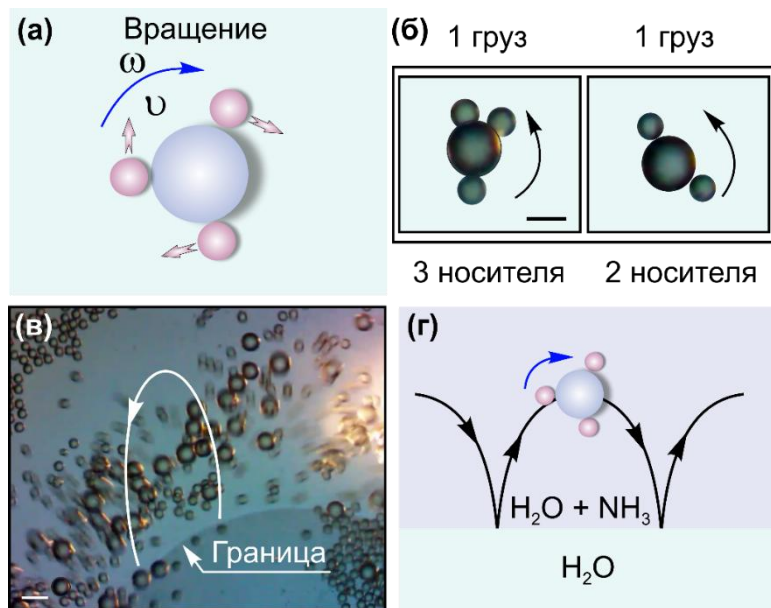 (а)
Вращение
ω
υ
(б)
1 груз
1 груз
3 носителя
2 носителя
(в)
Граница
(г)
H₂O + NH₃
H₂O